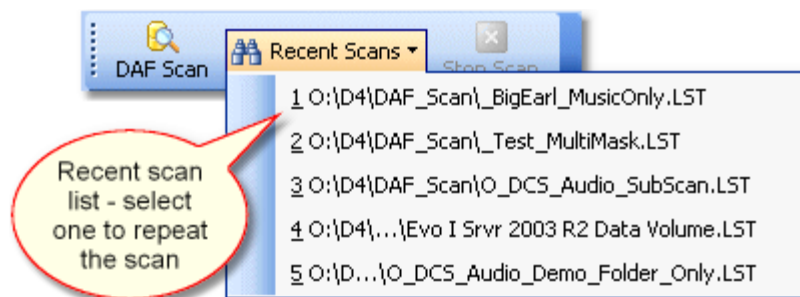 DAF Scan
Recent Scans
Stop Scan
1 O:\D4\DAF_Scan\_BigEarl_MusicOnly.LST
2 O:\D4\DAF_Scan\_Test_MultiMask.LST
3 O:\D4\DAF_Scan\O_DCS_Audio_SubScan.LST
4 O:\D4\...\Evo I Srvr 2003 R2 Data Volume.LST
5 O:\D...\O_DCS_Audio_Demo_Folder_Only.LST
Recent scan
list - select
one to repeat
the scan